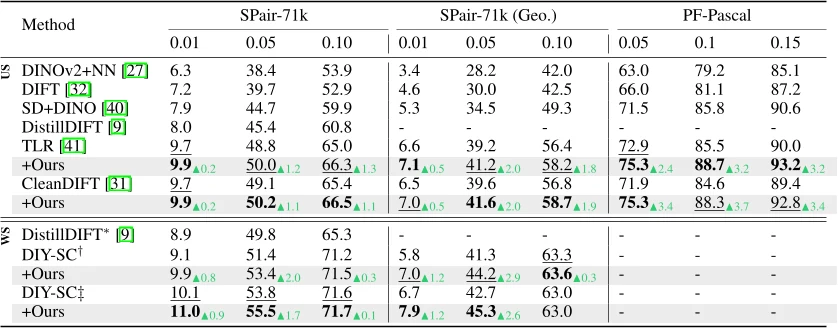 Method SPair-71k SPair-71k (Geo.) PF-Pascal
0.01 0.05 0.10 0.01 0.05 0.10 0.05 0.1 0.15
US
DINOv2+NN [27] 6.3 38.4 53.9 3.4 28.2 42.0 63.0 79.2 85.1
DIFT [32] 7.2 39.7 52.9 4.6 30.0 42.5 66.0 81.1 87.2
SD+DINO [40] 7.9 44.7 59.9 5.3 34.5 49.3 71.5 85.8 90.6
DistillDIFT [9] 8.0 45.4 60.8 - - - - - -
TLR [41] 9.7 48.8 65.0 6.6 39.2 56.4 72.9 85.5 90.0
+Ours 9.9▲0.2 50.0▲1.2 66.3▲1.3 7.1▲0.5 41.2▲2.0 58.2▲1.8 75.3▲2.4 88.7▲3.2 93.2▲3.2
CleanDIFT [31] 9.7 49.1 65.4 6.5 39.6 56.8 71.9 84.6 89.4
+Ours 9.9▲0.2 50.2▲1.1 66.5▲1.1 7.0▲0.5 41.6▲2.0 58.7▲1.9 75.3▲3.4 88.3▲3.7 92.8▲3.4
WS
DistillDIFT* [9] 8.9 49.8 65.3 - - - - - -
DIY-SC† 9.1 51.4 71.2 5.8 41.3 63.3 - - -
+Ours 9.9▲0.8 53.4▲2.0 71.5▲0.3 7.0▲1.2 44.2▲2.9 63.6▲0.3 - - -
DIY-SC‡ 10.1 53.8 71.6 6.7 42.7 63.0 - - -
+Ours 11.0▲0.9 55.5▲1.7 71.7▲0.1 7.9▲1.2 45.3▲2.6 63.0 - - -